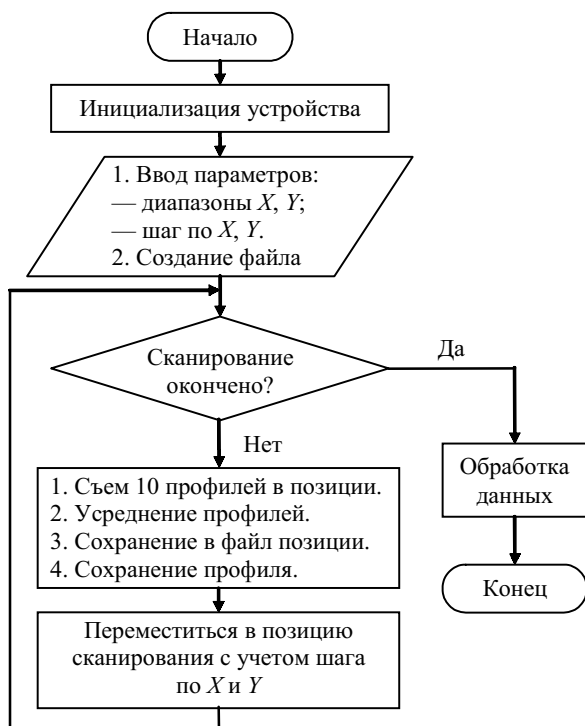 Начало
Инициализация устройства
1. Ввод параметров:
— диапазоны X, Y;
— шаг по X, Y.
2. Создание файла
Сканирование
окончено?
Да
Нет
1. Съем 10 профилей в позиции.
2. Усреднение профилей.
3. Сохранение в файл позиции.
4. Сохранение профиля.
Обработка
данных
Конец
Переместиться в позицию
сканирования с учетом шага
по X и Y